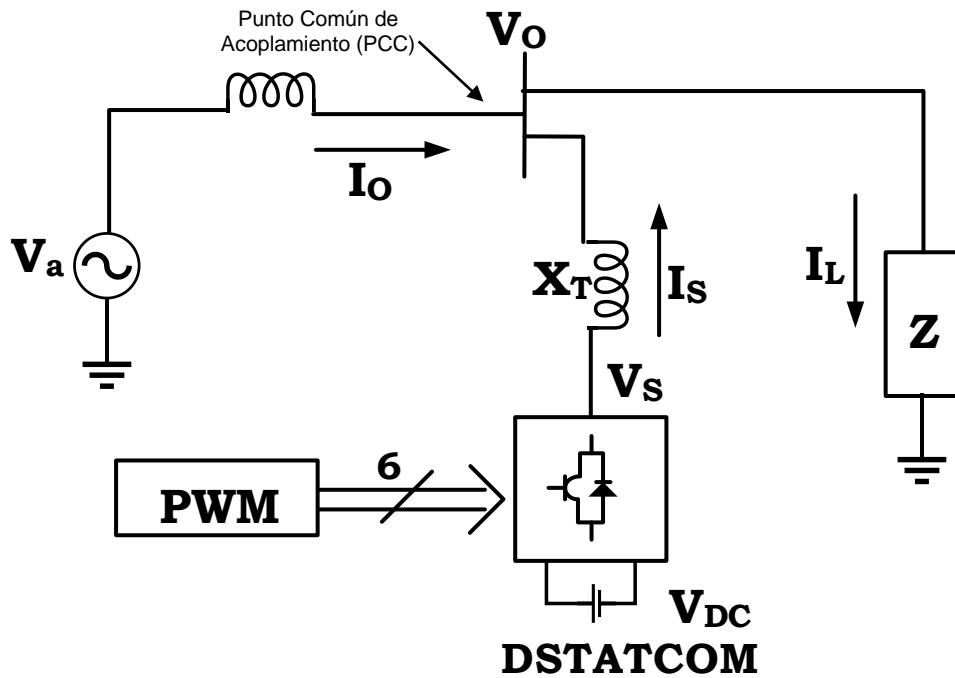 Punto Común de
Acoplamiento (PCC)
VO
IO
Va
XT
IS
IL
Z
VS
6
PWM
VDC
DSTATCOM